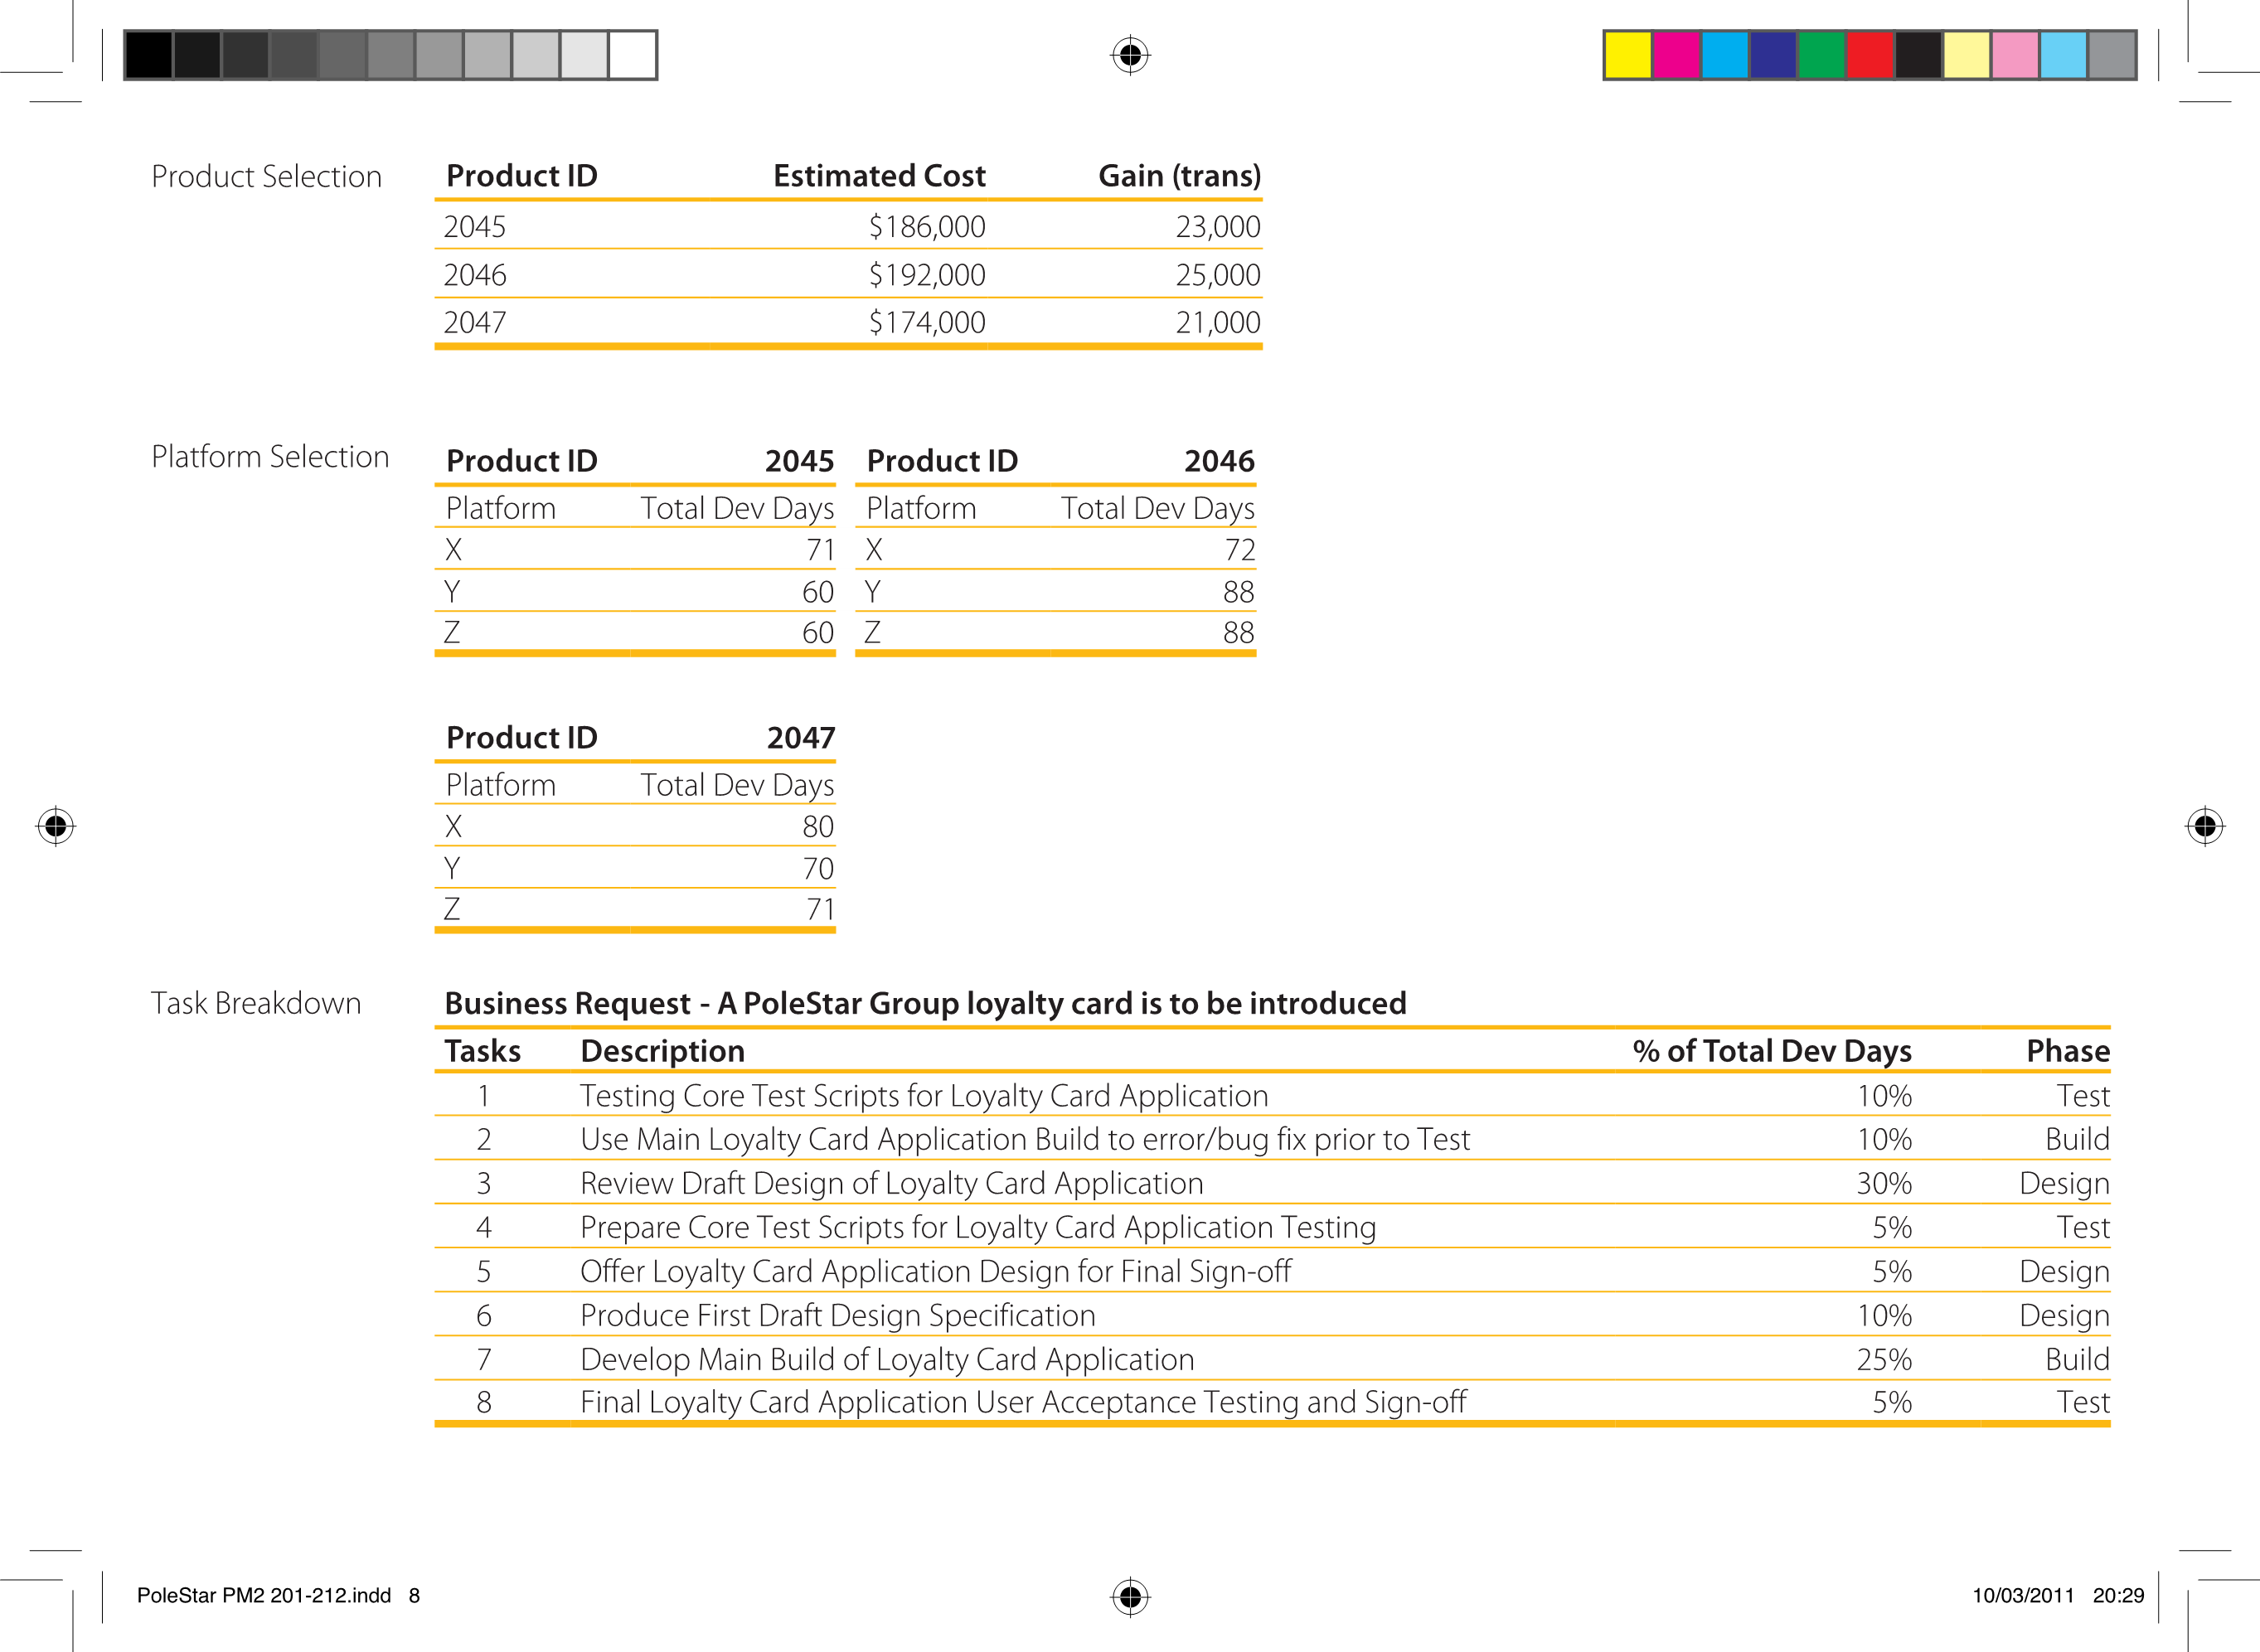 Product Selection
Product ID Estimated Cost Gain (trans)
2045 $186,000 23,000
2046 $192,000 25,000
2047 $174,000 21,000
Platform Selection
Product ID 2045 Product ID 2046
Platform Total Dev Days Platform Total Dev Days
X 71 X 72
Y 60 Y 88
Z 60 Z 88
Product ID 2047
Platform Total Dev Days
X 80
Y 70
Z 71
Task Breakdown
Business Request - A PoleStar Group loyalty card is to be introduced
Tasks Description % of Total Dev Days Phase
1 Testing Core Test Scripts for Loyalty Card Application 10% Test
2 Use Main Loyalty Card Application Build to error/bug fix prior to Test 10% Build
3 Review Draft Design of Loyalty Card Application 30% Design
4 Prepare Core Test Scripts for Loyalty Card Application Testing 5% Test
5 Offer Loyalty Card Application Design for Final Sign-off 5% Design
6 Produce First Draft Design Specification 10% Design
7 Develop Main Build of Loyalty Card Application 25% Build
8 Final Loyalty Card Application User Acceptance Testing and Sign-off 5% Test
PoleStar PM2 201-212.indd 8 10/03/2011 20:29